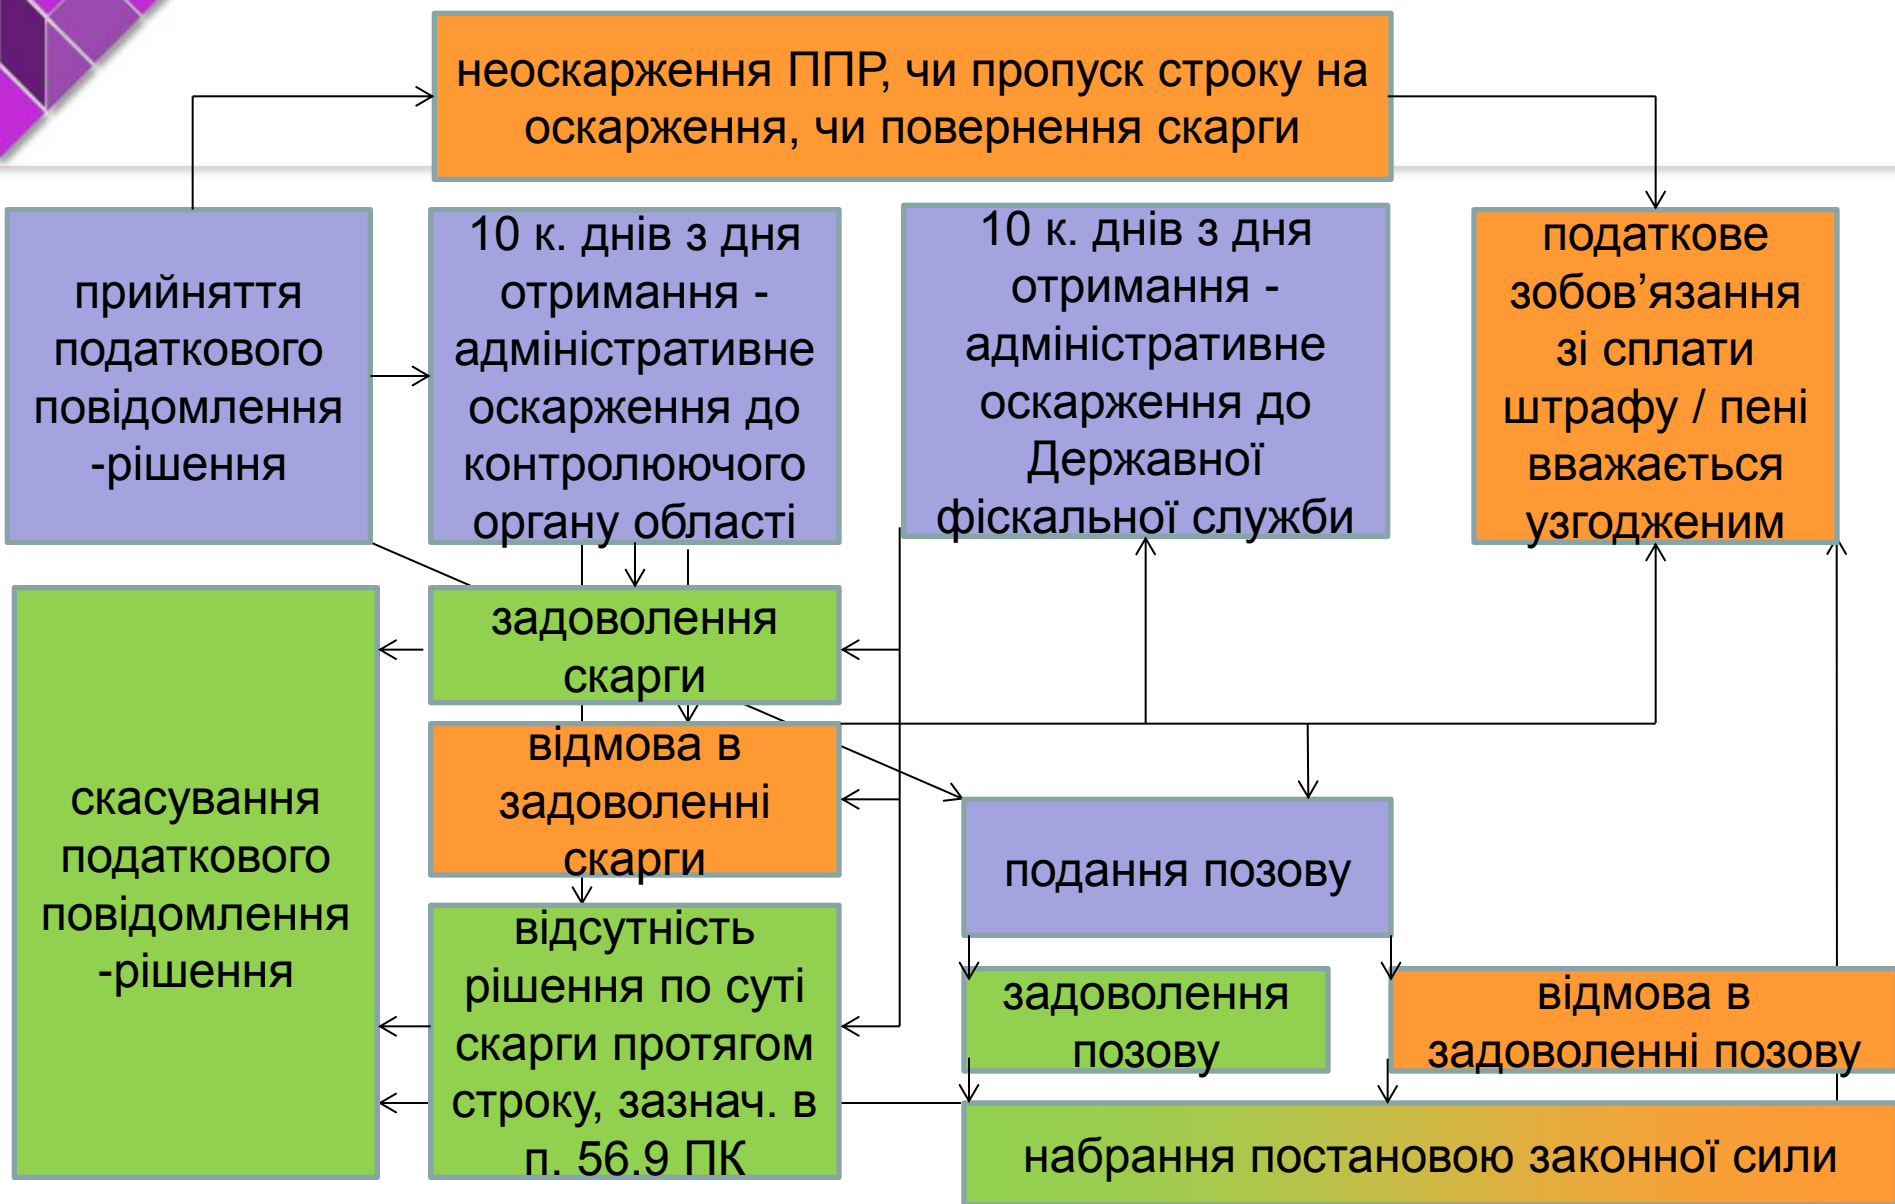 неоскарження ППР, чи пропуск строку на
оскарження, чи повернення скарги
прийняття
податкового
повідомлення
-рішення
10 к. днів з дня
отримання -
адміністративне
оскарження до
контролюючого
органу області
10 к. днів з дня
отримання -
адміністративне
оскарження до
Державної
фіскальної служби
податкове
зобов’язання
зі сплати
штрафу / пені
вважається
узгодженим
задоволення
скарги
відмова в
задоволенні
скарги
скасування
податкового
повідомлення
-рішення
подання позову
відсутність
рішення по суті
скарги протягом
строку, зазнач. в
п. 56.9 ПК
задоволення
позову
відмова в
задоволенні позову
набрання постановою законної сили